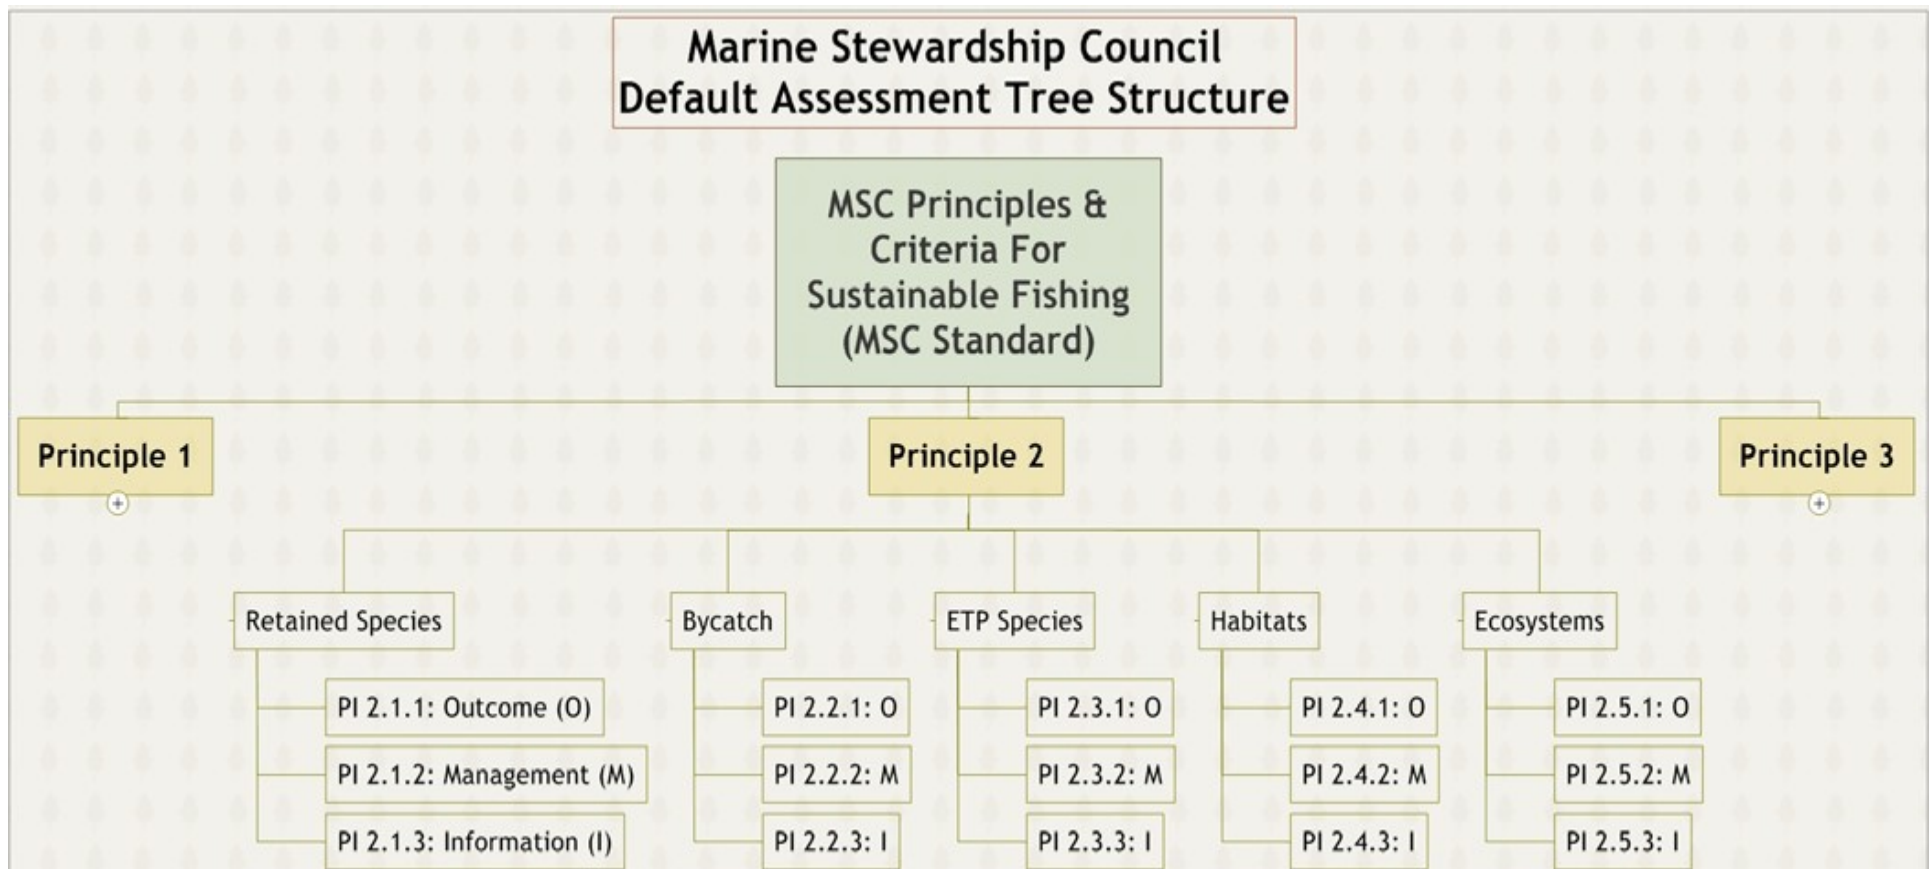 Marine Stewardship Council
Default Assessment Tree Structure
MSC Principles &
Criteria For
Sustainable Fishing
(MSC Standard)
Principle 1
Principle 2
Principle 3
Retained Species
Bycatch
ETP Species
Habitats
Ecosystems
PI 2.1.1: Outcome (O)
PI 2.2.1: O
PI 2.3.1: O
PI 2.4.1: O
PI 2.5.1: O
PI 2.1.2: Management (M)
PI 2.2.2: M
PI 2.3.2: M
PI 2.4.2: M
PI 2.5.2: M
PI 2.1.3: Information (I)
PI 2.2.3: I
PI 2.3.3: I
PI 2.4.3: I
PI 2.5.3: I